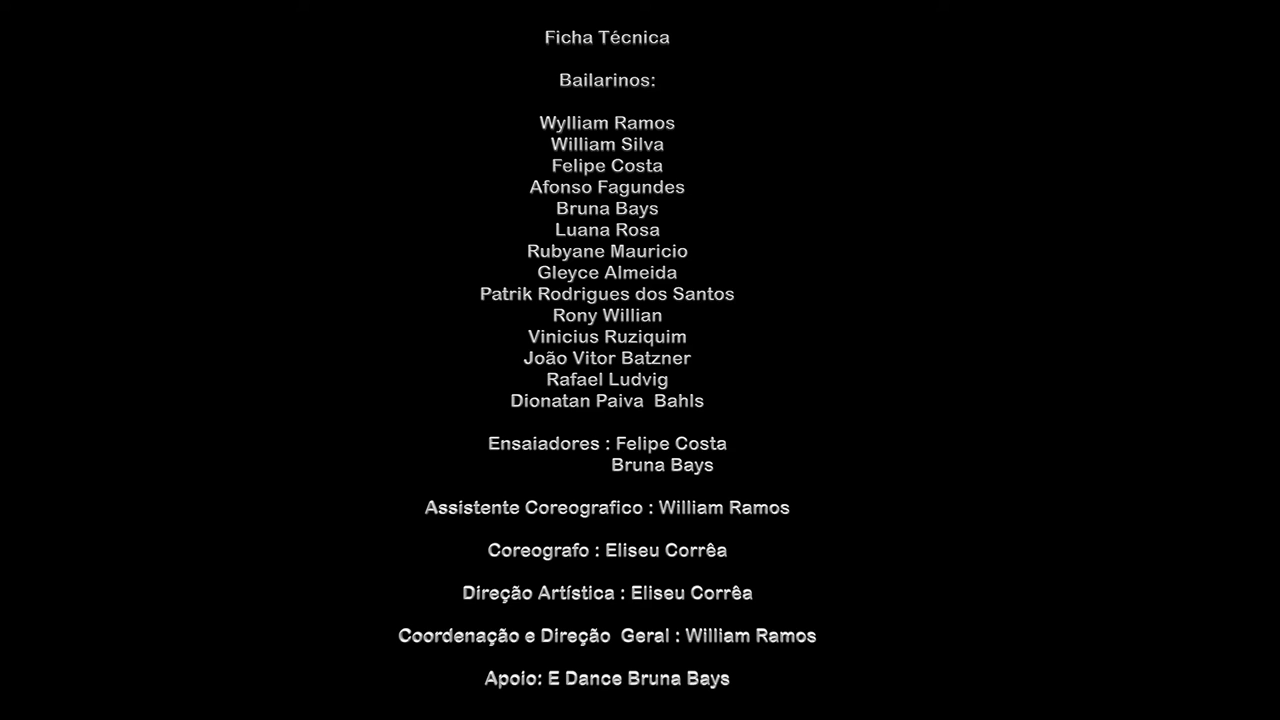 Ficha Técnica
Bailarinos:
Wylliam Ramos
William Silva
Felipe Costa
Afonso Fagundes
Bruna Bays
Luana Rosa
Rubyane Mauricio
Gleyce Almeida
Patrik Rodrigues dos Santos
Rony Willian
Vinicius Ruziquim
João Vitor Batzner
Rafael Ludvig
Dionatan Paiva  Bahls
Ensaiadores : Felipe Costa
Bruna Bays
Assistente Coreografico : William Ramos
Coreografo : Eliseu Corrêa
Direção Artística : Eliseu Corrêa
Coordenação e Direção  Geral : William Ramos
Apoio: E Dance Bruna Bays